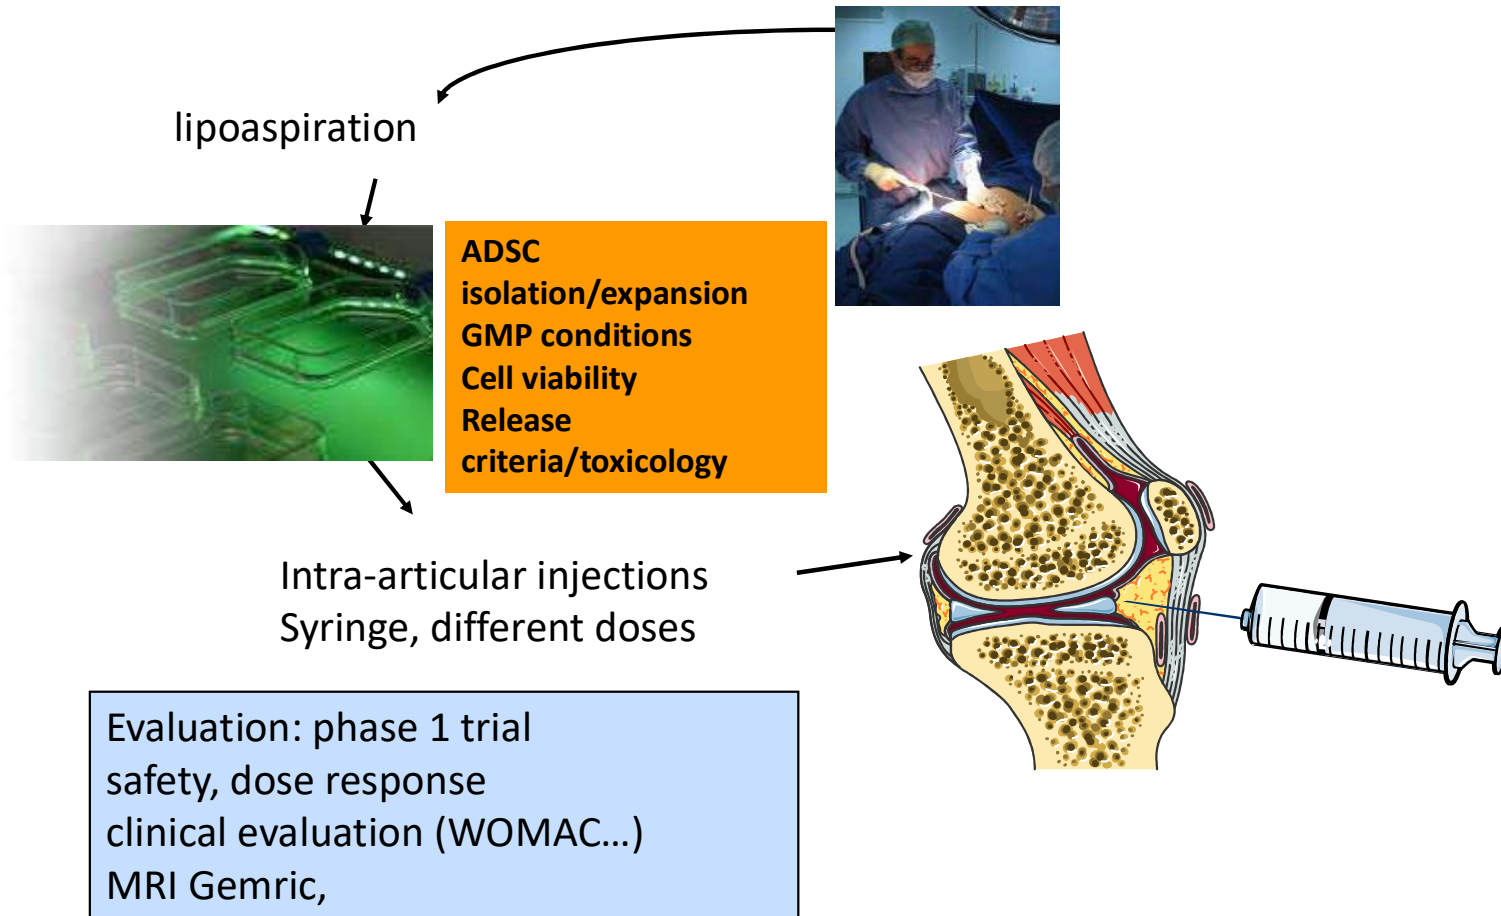 lipoaspiration
ADSC
isolation/expansion
GMP conditions
Cell viability
Release
criteria/toxicology
Intra-articular injections
Syringe, different doses
Evaluation: phase 1 trial
safety, dose response
clinical evaluation (WOMAC...)
MRI Gemric,